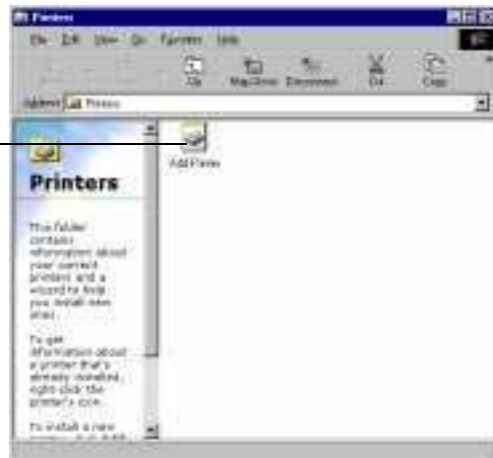 Printers
File Edit View Go Favorites Help
Up Map Drive Disconnect Cut Copy
Address Printers
Add Printer
Printers
This folder
contains
information about
your current
printers and a
wizard to help
you install new
ones.
To get
information about
a printer that's
already installed,
right-click the
printer's icon.
To install a new